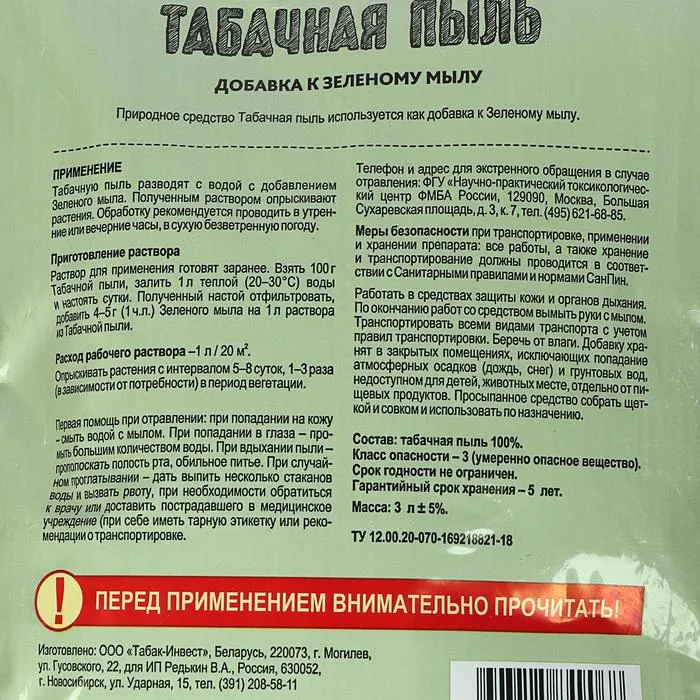 ТАБАЧНАЯ ПЫЛЬ
ДОБАВКА К ЗЕЛЕНОМУ МЫЛУ
Природное средство Табачная пыль используется как добавка к Зеленому мылу.
ПРИМЕНЕНИЕ
Табачную пыль разводят с водой с добавлением
Зеленого мыла. Полученным раствором опрыскивают
растения. Обработку рекомендуется проводить в утрен-
ние или вечерние часы, в сухую безветренную погоду.
Приготовление раствора
Раствор для применения готовят заранее. Взять 100 г
Табачной пыли, залить 1 л теплой (20–30°С) воды
и настоять сутки. Полученный настой отфильтровать,
добавить 4–5 г (1 ч.л.) Зеленого мыла на 1 л раствора
из Табачной пыли.
Расход рабочего раствора –1 л / 20 м².
Опрыскивать растения с интервалом 5–8 суток, 1–3 раза
(в зависимости от потребности) в период вегетации.
Первая помощь при отравлении: при попадании на кожу
- смыть водой с мылом. При попадании в глаза – про-
мыть большим количеством воды. При вдыхании пыли –
прополоскать полость рта, обильное питье. При случай-
ном проглатывании – дать выпить несколько стаканов
воды и вызвать рвоту, при необходимости обратиться
к врачу или доставить пострадавшего в медицинское
учреждение (при себе иметь тарную этикетку или реко-
мендации о транспортировке.
Телефон и адрес для экстренного обращения в случае
отравления: ФГУ «Научно-практический токсикологичес-
кий центр ФМБА России, 129090, Москва, Большая
Сухаревская площадь, д. 3, к. 7, тел. (495) 621-68-85.
Меры безопасности при транспортировке, применении
и хранении препарата: все работы, а также хранение
и транспортирование должны проводится в соответ-
ствии с Санитарными правилами и нормами СанПин.
Работать в средствах защиты кожи и органов дыхания.
По окончанию работ со средством вымыть руки с мылом.
Транспортировать всеми видами транспорта с учетом
правил транспортировки. Беречь от влаги. Добавку хра-
нят в закрытых помещениях, исключающих попадание
атмосферных осадков (дождь, снег) и грунтовых вод,
недоступном для детей, животных месте, отдельно от пи-
щевых продуктов. Просыпанное средство собрать щет-
кой и совком и использовать по назначению.
Состав: табачная пыль 100%.
Класс опасности – 3 (умеренно опасное вещество).
Срок годности не ограничен.
Гарантийный срок хранения – 5 лет.
Масса: 3 л ± 5%.
ТУ 12.00.20-070-169218821-18
! ПЕРЕД ПРИМЕНЕНИЕМ ВНИМАТЕЛЬНО ПРОЧИТАТЬ!
Изготовлено: ООО «Табак-Инвест», Беларусь, 220073, г. Могилев,
ул. Гусовского, 22, для ИП Редькин В.А., Россия, 630052,
г. Новосибирск, ул. Ударная, 15, тел. (391) 208-58-11